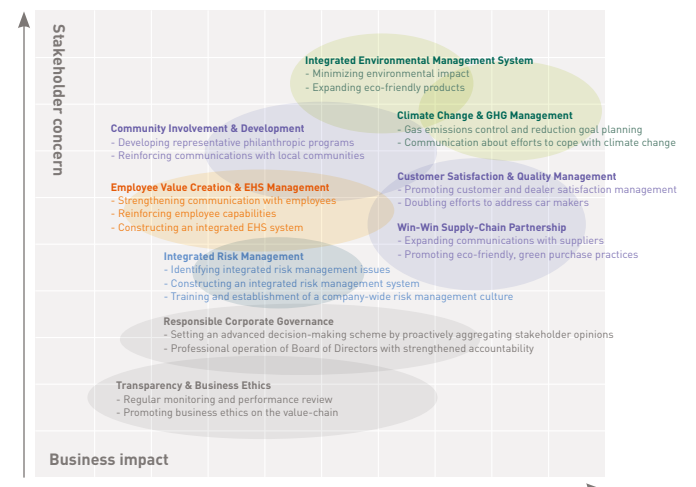 Stakeholder concern
Integrated Environmental Management System
- Minimizing environmental impact
- Expanding eco-friendly products
Climate Change & GHG Management
- Gas emissions control and reduction goal planning
- Communication about efforts to cope with climate change
Community Involvement & Development
- Developing representative philanthropic programs
- Reinforcing communications with local communities
Customer Satisfaction & Quality Management
- Promoting customer and dealer satisfaction management
- Doubling efforts to address car makers
Employee Value Creation & EHS Management
- Strengthening communication with employees
- Reinforcing employee capabilities
- Constructing an integrated EHS system
Win-Win Supply-Chain Partnership
- Expanding communications with suppliers
- Promoting eco-friendly, green purchase practices
Integrated Risk Management
- Identifying integrated risk management issues
- Constructing an integrated risk management system
- Training and establishment of a company-wide risk management culture
Responsible Corporate Governance
- Setting an advanced decision-making scheme by proactively aggregating stakeholder opinions
- Professional operation of Board of Directors with strengthened accountability
Transparency & Business Ethics
- Regular monitoring and performance review
- Promoting business ethics on the value-chain
Business impact